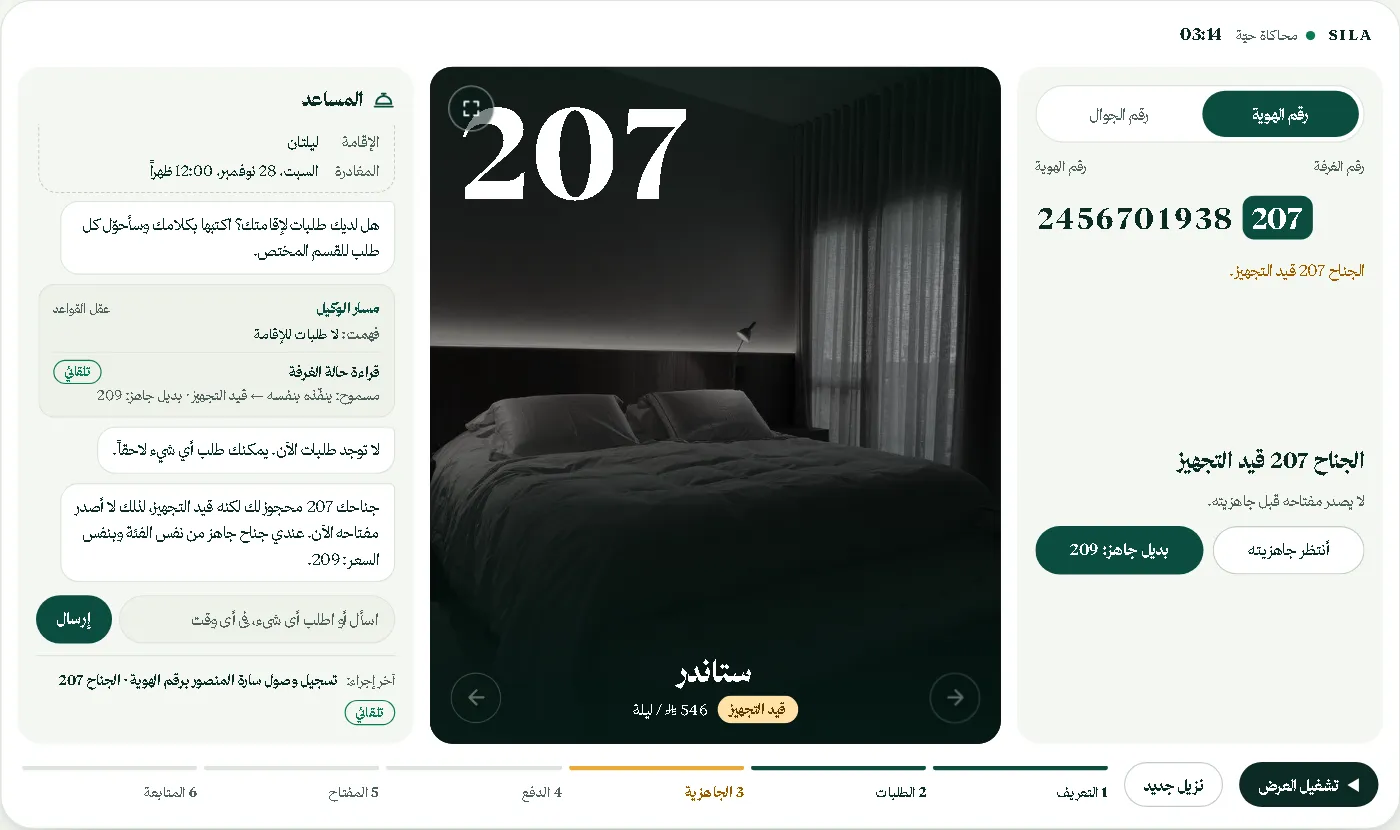 SILA
محاكاة حيّة
03:14
رقم الهوية
رقم الجوال
رقم الغرفة
رقم الهوية
207
2456701938
الجناح 207 قيد التجهيز.
الجناح 207 قيد التجهيز
لا يصدر مفتاحه قبل جاهزيته.
أنتظر جاهزيته
بديل جاهز: 209
207
ستاندر
قيد التجهيز
546 ⃁ / ليلة
المساعد
الإقامة ليلتان
المغادرة السبت، 28 نوفمبر، 12:00 ظهراً
هل لديك طلبات لإقامتك؟ اكتبها بكلامك وسأحوّل كل
طلب للقسم المختص.
مسار الوكيل
عقل القواعد
فهمت: لا طلبات للإقامة
قراءة حالة الغرفة
تلقائي
مسموح: ينفّذه بنفسه ← قيد التجهيز · بديل جاهز: 209
لا توجد طلبات الآن. يمكنك طلب أي شيء لاحقاً.
جناحك 207 محجوز لك لكنه قيد التجهيز، لذلك لا أصدر
مفتاحه الآن. عندي جناح جاهز من نفس الفئة وبنفس
السعر: 209.
اسأل أو اطلب أي شيء، في أي وقت
إرسال
آخر إجراء: تسجيل وصول سارة المنصور برقم الهوية · الجناح 207
تلقائي
تشغيل العرض
نزيل جديد
1 التعريف
2 الطلبات
3 الجاهزية
4 الدفع
5 المفتاح
6 المتابعة